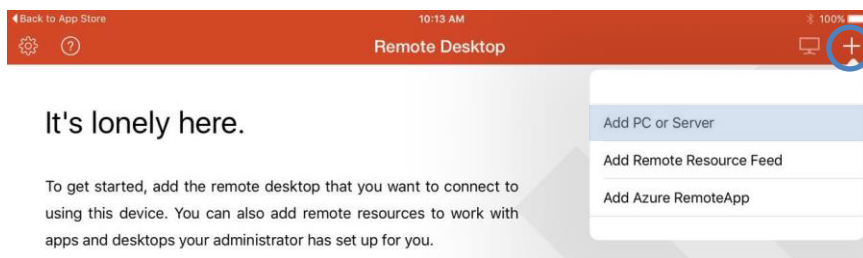 Back to App Store
10:13 AM
100%
Remote Desktop
It's lonely here.
Add PC or Server
Add Remote Resource Feed
To get started, add the remote desktop that you want to connect to
Add Azure RemoteApp
using this device. You can also add remote resources to work with
apps and desktops your administrator has set up for you.